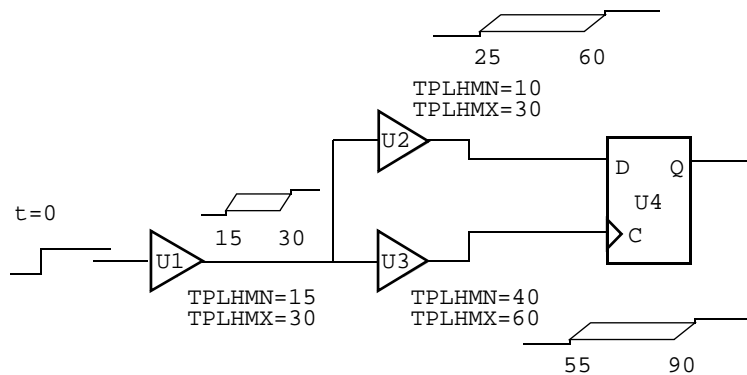 25 60
TPLHMN=10
TPLHMX=30
U2
D Q
U4
C
t=0
15 30
U1
U3
TPLHMN=15
TPLHMX=30
TPLHMN=40
TPLHMX=60
55 90